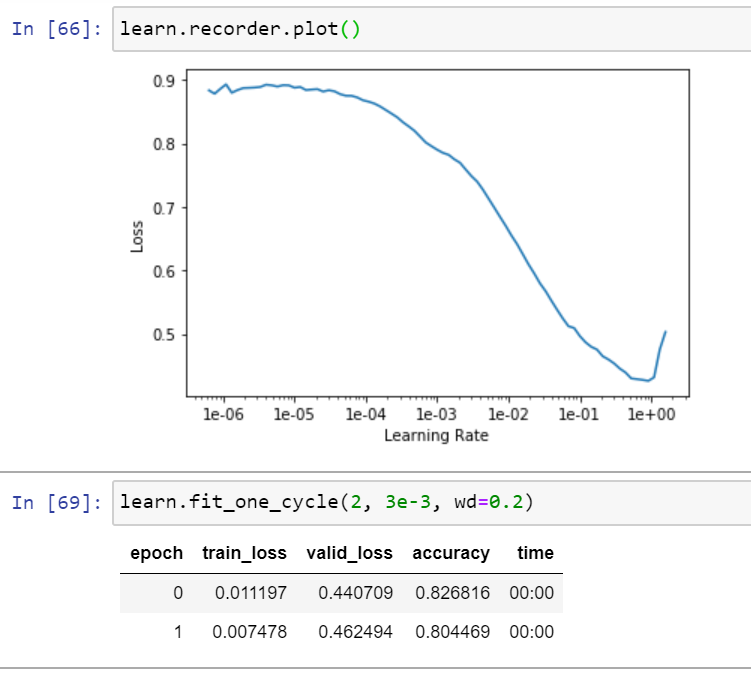 In [66]: learn.recorder.plot()
0.9
0.8
0.7
0.6
0.5
Loss
1e-06 1e-05 1e-04 1e-03 1e-02 1e-01 1e+00
Learning Rate
In [69]: learn.fit_one_cycle(2, 3e-3, wd=0.2)
epoch train_loss valid_loss accuracy time
0 0.011197 0.440709 0.826816 00:00
1 0.007478 0.462494 0.804469 00:00